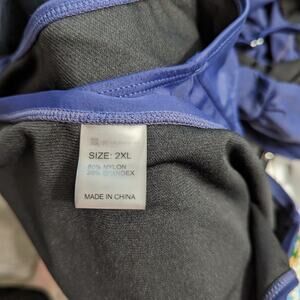 SIZE: 2XL
80% NYLON
20% SPANDEX
MADE IN CHINA